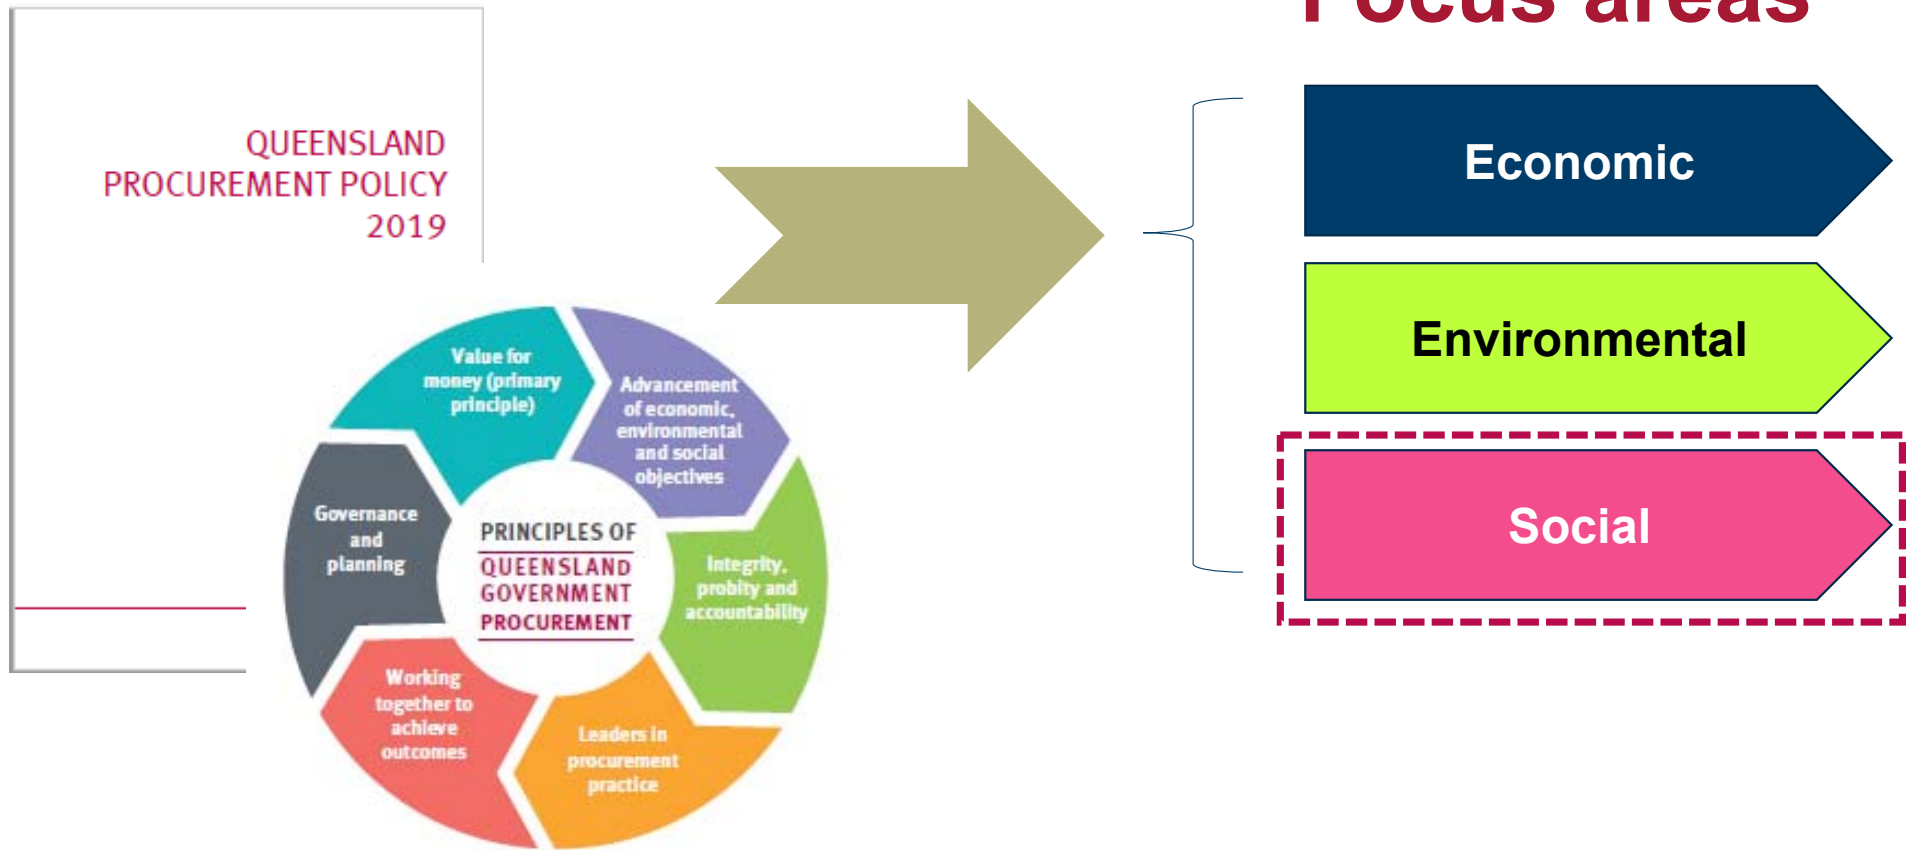 QUEENSLAND
PROCUREMENT POLICY
2019
Value for
money (primary
principle)
Advancement
of economic,
environmental
and social
objectives
Integrity,
probity and
accountability
Leaders in
procurement
practice
Working
together to
achieve
outcomes
Governance
and
planning
PRINCIPLES OF
QUEENSLAND
GOVERNMENT
PROCUREMENT
Focus areas
Economic
Environmental
Social